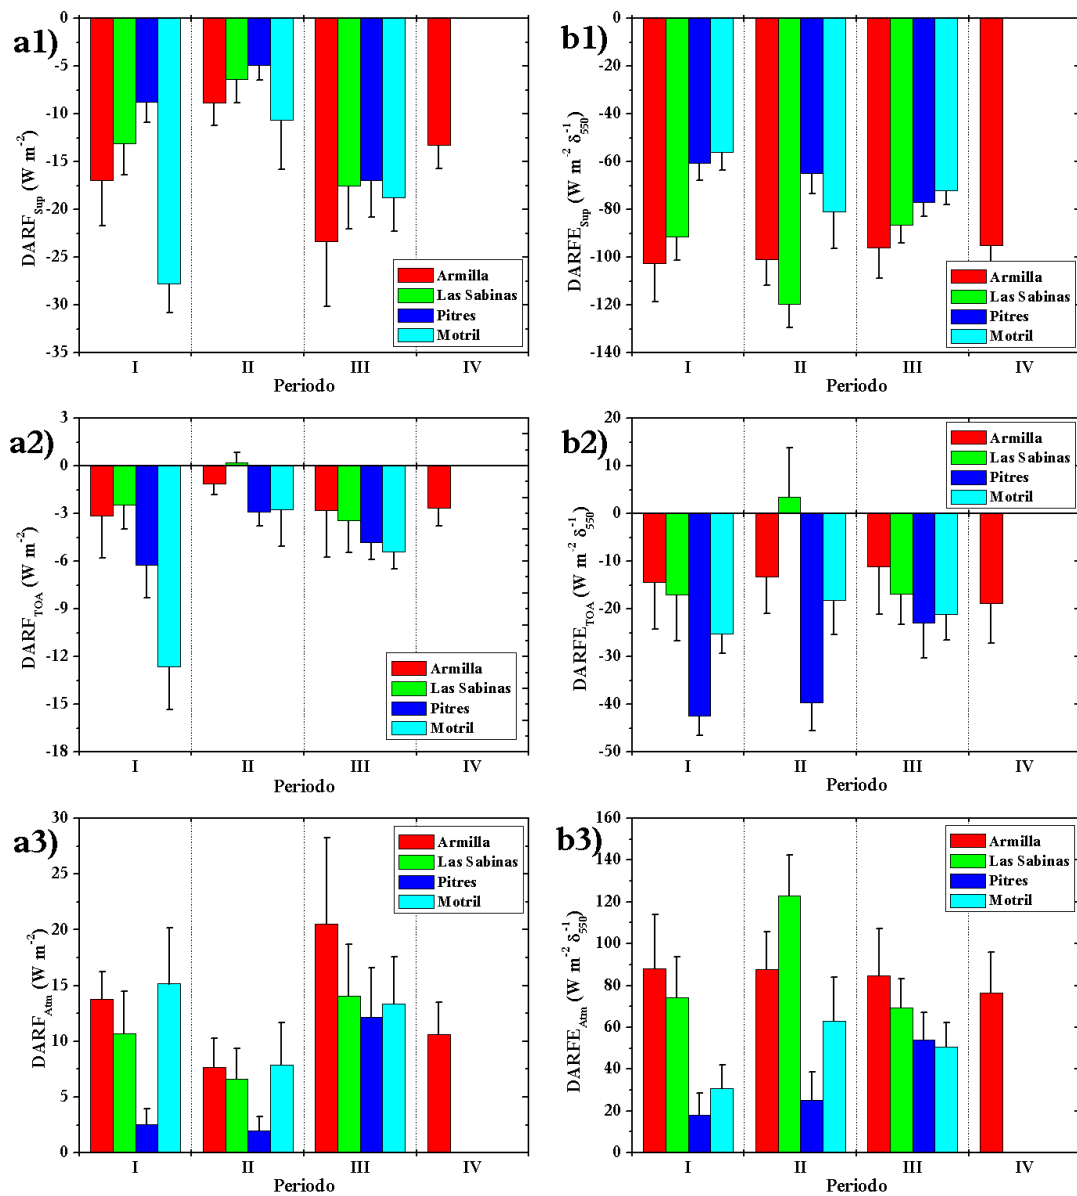 a1)
DARF_Sup (W m^-2)
0
-5
-10
-15
-20
-25
-30
-35
Armilla
Las Sabinas
Pitres
Motril
I II III IV
Periodo
b1)
DARFE_Sup (W m^-2 δ_550^-1)
0
-20
-40
-60
-80
-100
-120
-140
Armilla
Las Sabinas
Pitres
Motril
I II III IV
Periodo
a2)
DARF_TOA (W m^-2)
3
0
-3
-6
-9
-12
-15
-18
Armilla
Las Sabinas
Pitres
Motril
I II III IV
Periodo
b2)
DARFE_TOA (W m^-2 δ_550^-1)
20
10
0
-10
-20
-30
-40
-50
Armilla
Las Sabinas
Pitres
Motril
I II III IV
Periodo
a3)
DARF_Atm (W m^-2)
30
25
20
15
10
5
0
Armilla
Las Sabinas
Pitres
Motril
I II III IV
Periodo
b3)
DARFE_Atm (W m^-2 δ_550^-1)
160
140
120
100
80
60
40
20
0
Armilla
Las Sabinas
Pitres
Motril
I II III IV
Periodo